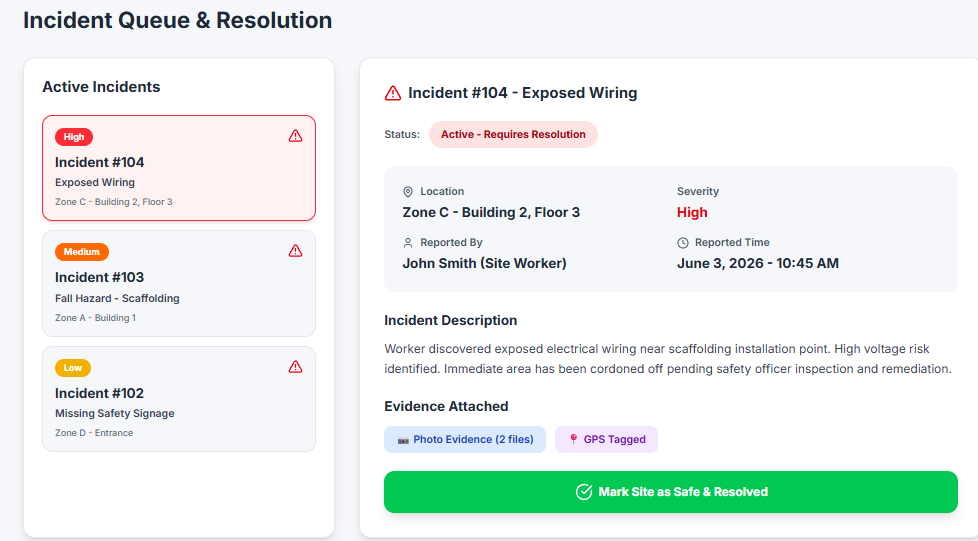 Incident Queue & Resolution
Active Incidents
High
Incident #104
Exposed Wiring
Zone C - Building 2, Floor 3
Medium
Incident #103
Fall Hazard - Scaffolding
Zone A - Building 1
Low
Incident #102
Missing Safety Signage
Zone D - Entrance
Incident #104 - Exposed Wiring
Status: Active - Requires Resolution
Location
Zone C - Building 2, Floor 3
Severity
High
Reported By
John Smith (Site Worker)
Reported Time
June 3, 2026 - 10:45 AM
Incident Description
Worker discovered exposed electrical wiring near scaffolding installation point. High voltage risk
identified. Immediate area has been cordoned off pending safety officer inspection and remediation.
Evidence Attached
Photo Evidence (2 files)
GPS Tagged
Mark Site as Safe & Resolved